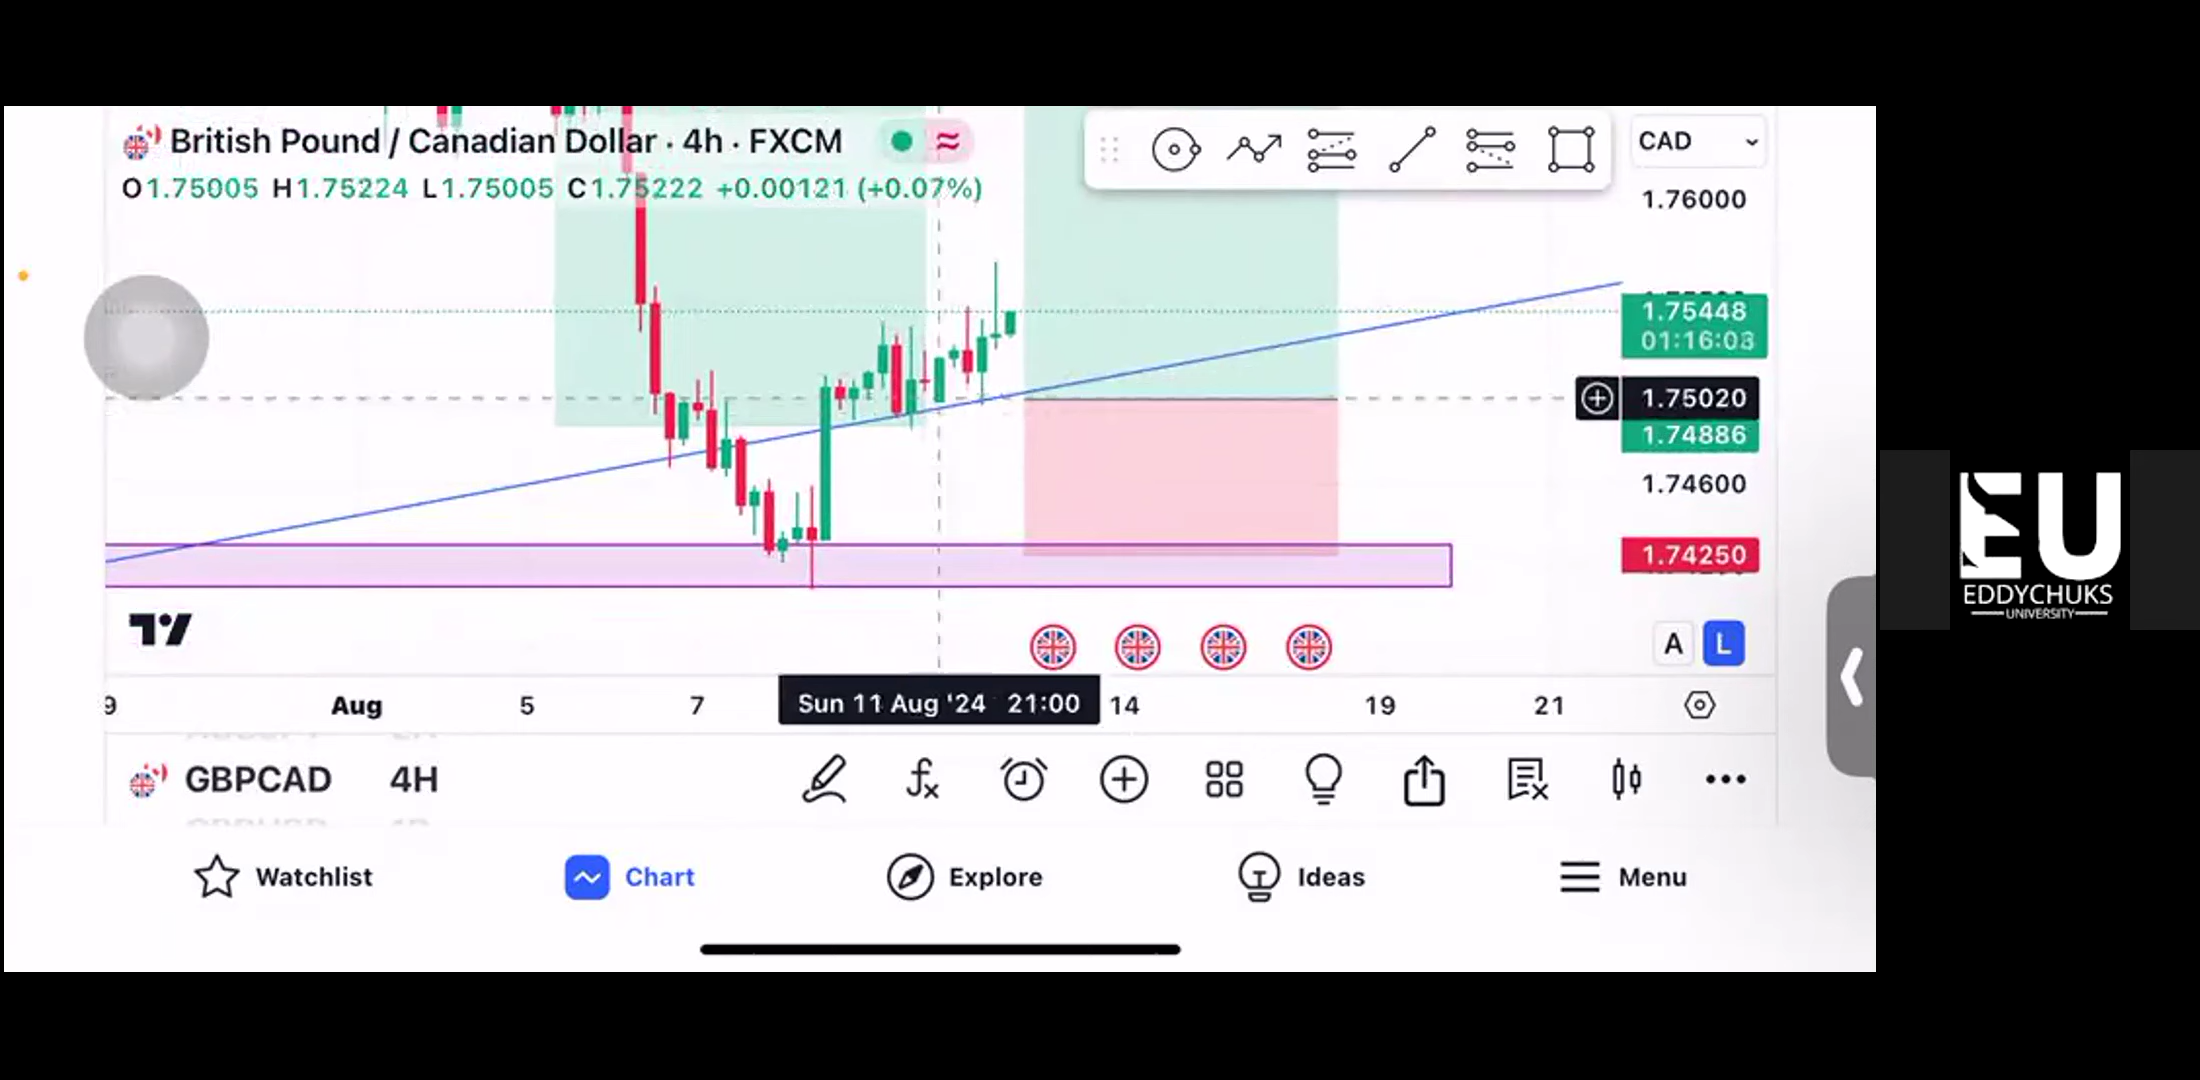 British Pound / Canadian Dollar · 4h · FXCM
O1.75005 H1.75224 L1.75005 C1.75222 +0.00121 (+0.07%)
CAD
1.76000
1.75448
01:16:03
1.75020
1.74886
1.74600
1.74250
A L
9 Aug 5 7 Sun 11 Aug '24 21:00 14 19 21
GBPCAD 4H
Watchlist Chart Explore Ideas Menu
EU
EDDYCHUKS
UNIVERSITY